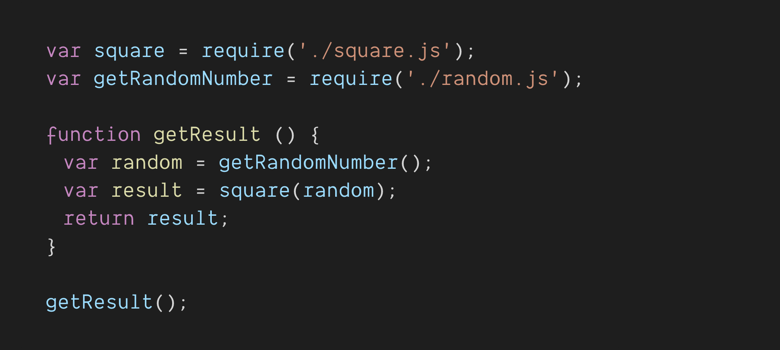 var square = require('./square.js');
var getRandomNumber = require('./random.js');
function getResult () {
var random = getRandomNumber();
var result = square(random);
return result;
}
getResult();